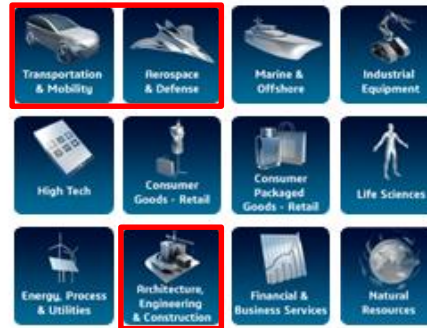 Transportation
& Mobility
Aerospace
& Defense
Marine &
Offshore
Industrial
Equipment
High Tech
Consumer
Goods - Retail
Consumer
Packaged
Goods - Retail
Life Sciences
Energy, Process
& Utilities
Architecture,
Engineering
& Construction
Financial &
Business Services
Natural
Resources